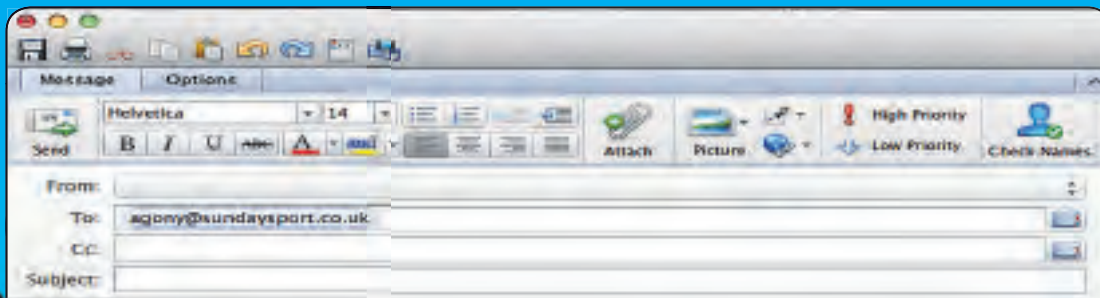 Message Options
Helvetica 14
B I U abc A
Send Attach Picture High Priority
Low Priority Check Names
From:
To: agony@sundaysport.co.uk
CC:
Subject: